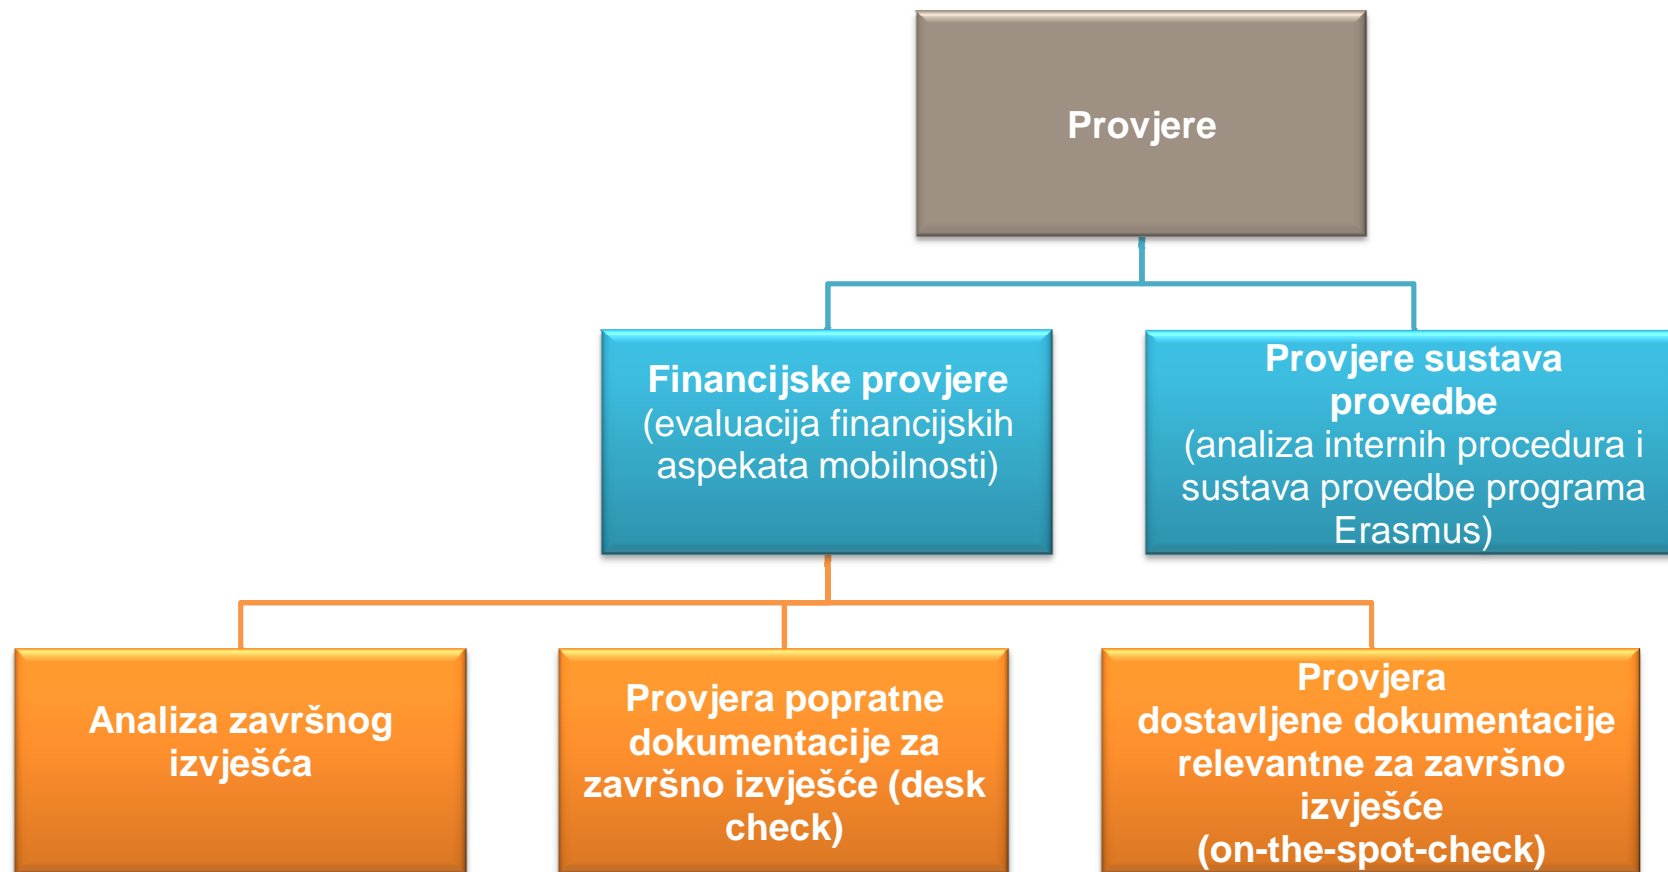 Provjere
Financijske provjere
(evaluacija financijskih
aspekata mobilnosti)
Provjere sustava
provedbe
(analiza internih procedura i
sustava provedbe programa
Erasmus)
Analiza završnog
izvješća
Provjera popratne
dokumentacije za
završno izvješće (desk
check)
Provjera
dostavljene dokumentacije
relevantne za završno
izvješće
(on-the-spot-check)